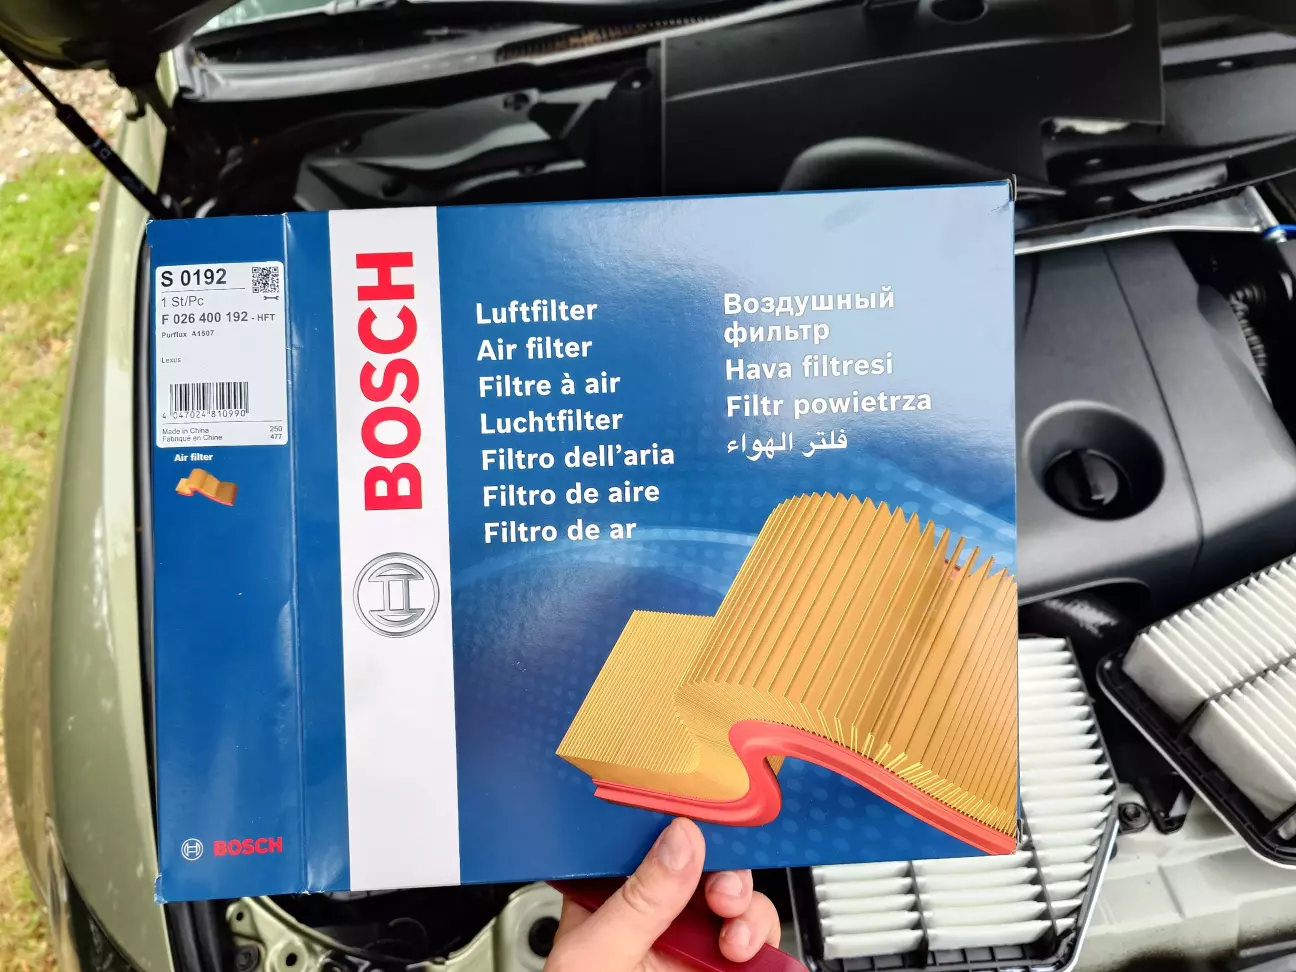 S 0192
1 St/Pc
F 026 400 192 - HFT
Purflux A1507
Lexus
4 047024 810990
Made in China 250
Fabriqué en Chine 477
Air filter
BOSCH
BOSCH
Luftfilter
Air filter
Filtre à air
Luchtfilter
Filtro dell'aria
Filtro de aire
Filtro de ar
Воздушный
фильтр
Hava filtresi
Filtr powietrza
فلتر الهواء